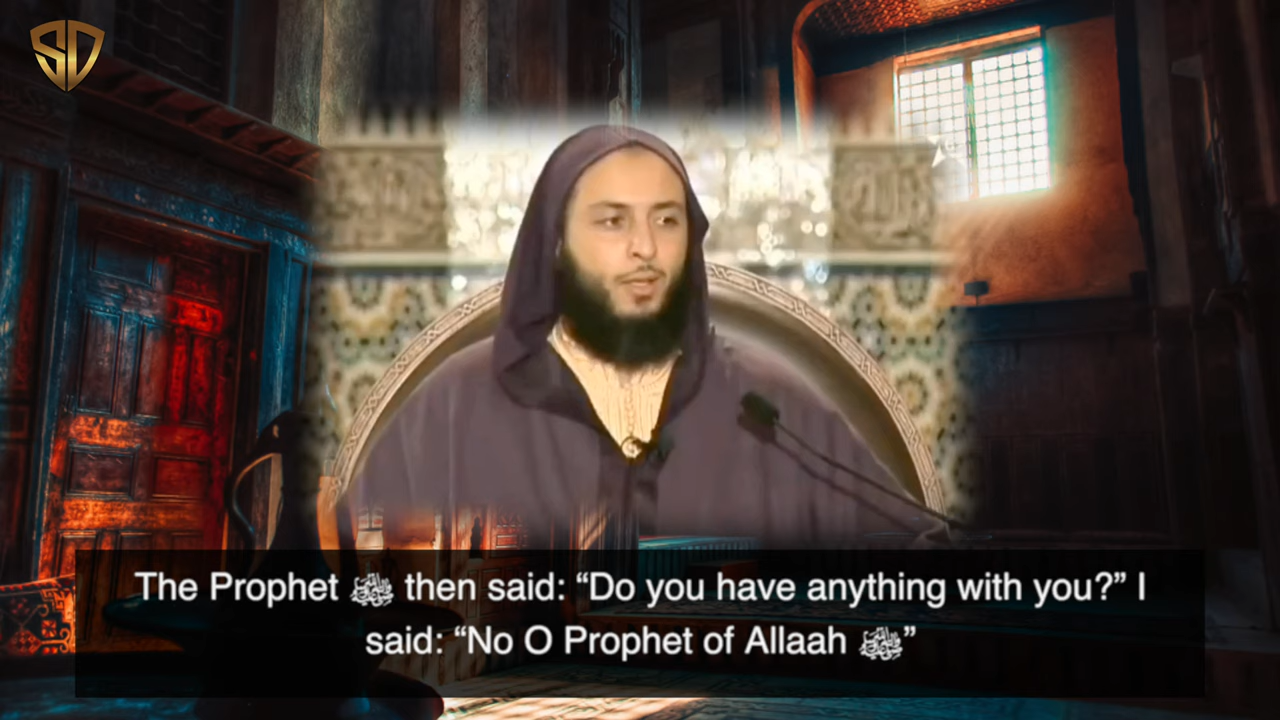 SD
The Prophet ﷺ then said: “Do you have anything with you?” I
said: “No O Prophet of Allaah ﷺ”